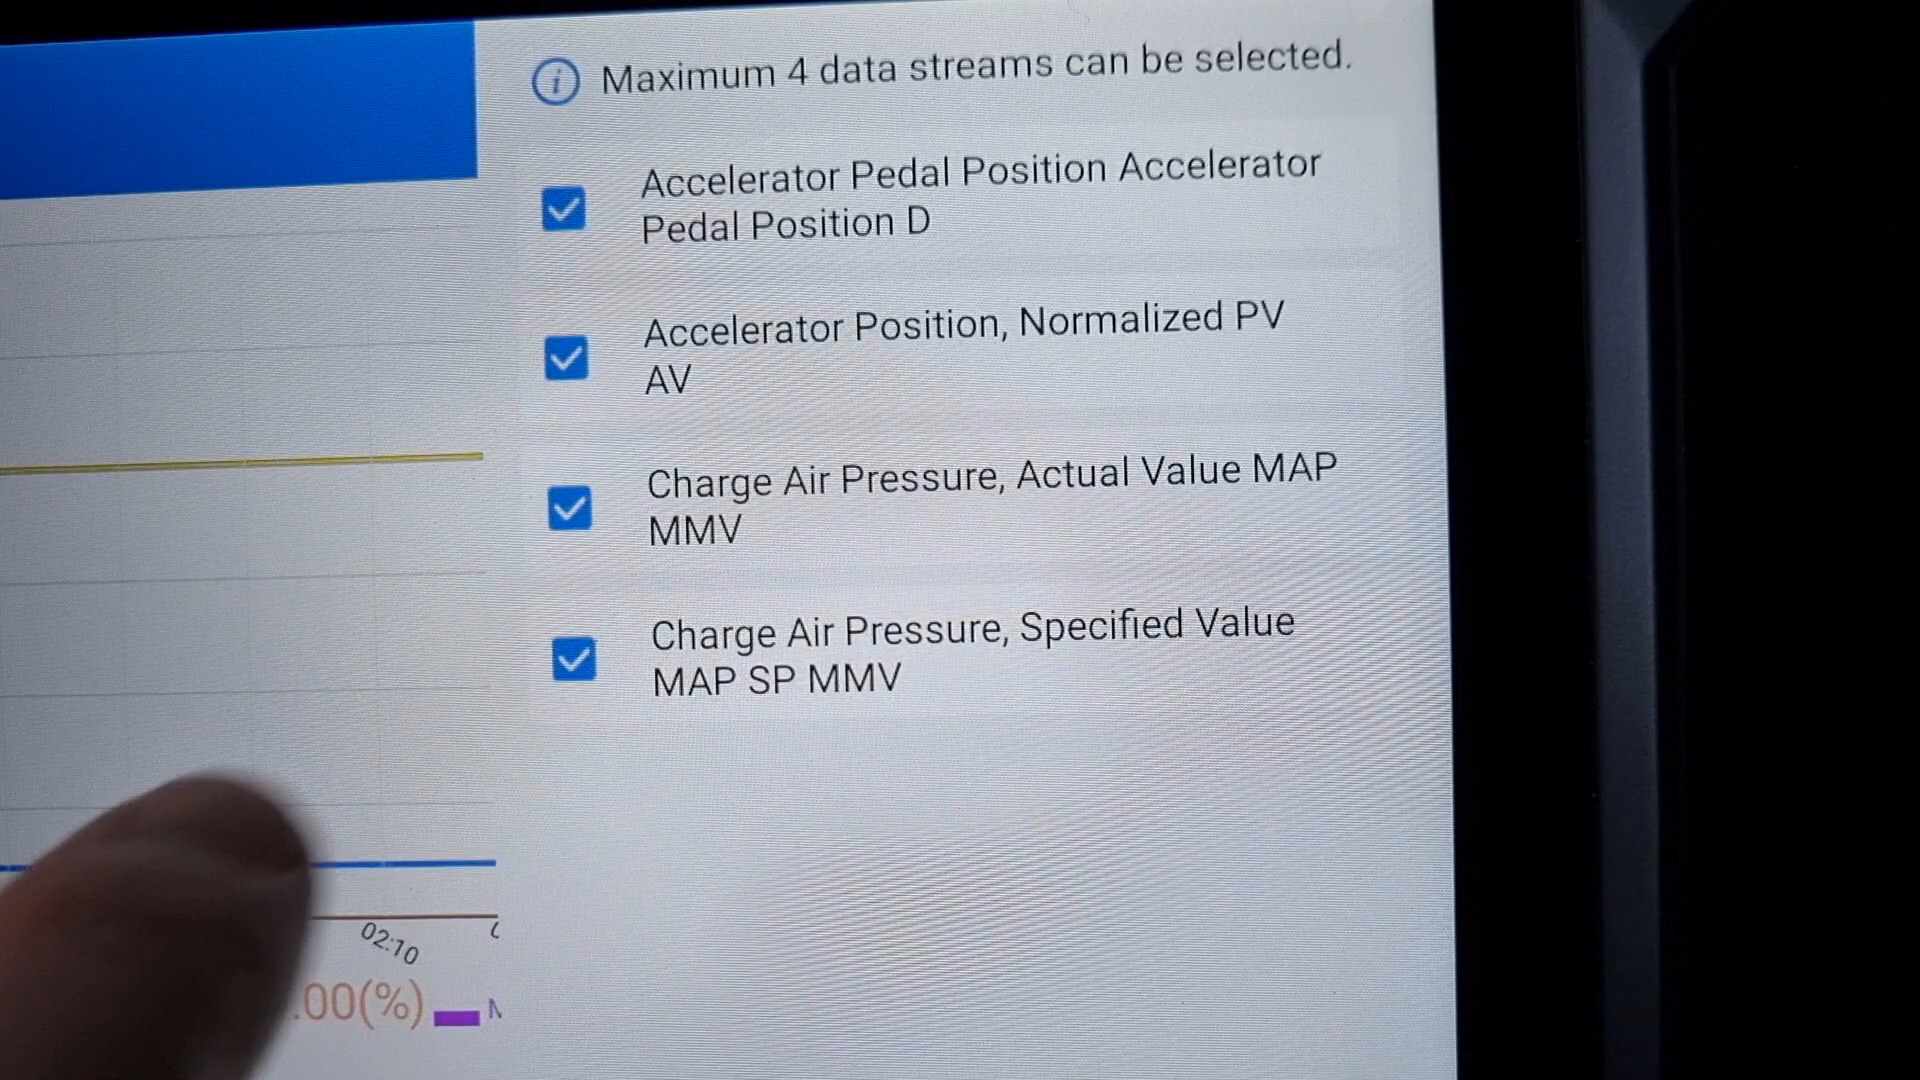 Maximum 4 data streams can be selected.
Accelerator Pedal Position Accelerator
Pedal Position D
Accelerator Position, Normalized PV
AV
Charge Air Pressure, Actual Value MAP
MMV
Charge Air Pressure, Specified Value
MAP SP MMV
02:10
.00(%)